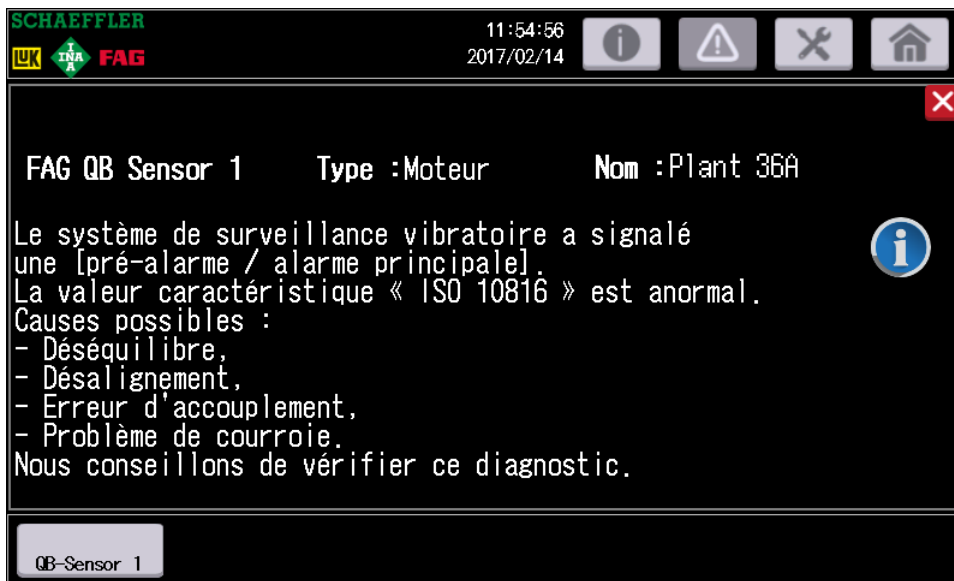 SCHAEFFLER
LUK INA FAG
11:54:56
2017/02/14
FAG QB Sensor 1 Type :Moteur Nom :Plant 36A
Le système de surveillance vibratoire a signalé
une [pré-alarme / alarme principale].
La valeur caractéristique « ISO 10816 » est anormal.
Causes possibles :
- Déséquilibre,
- Désalignement,
- Erreur d'accouplement,
- Problème de courroie.
Nous conseillons de vérifier ce diagnostic.
QB-Sensor 1